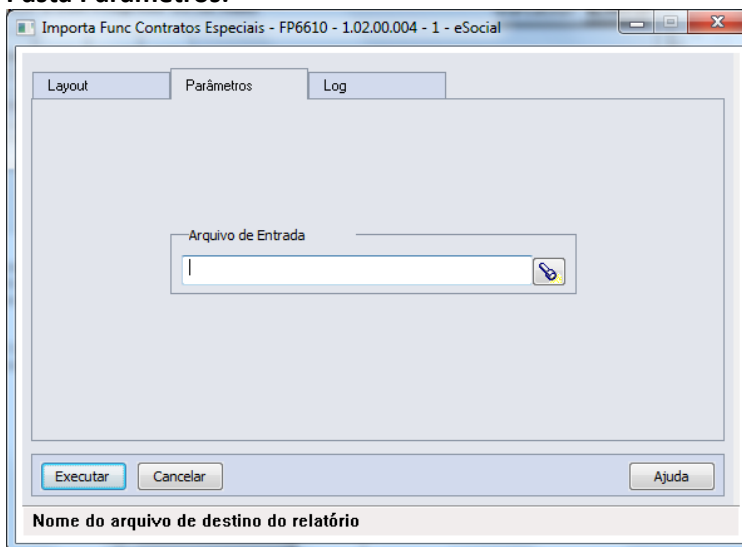 Pasta Parâmetros:
Importa Func Contratos Especiais - FP6610 - 1.02.00.004 - 1 - eSocial
Layout Parâmetros Log
Arquivo de Entrada
Executar Cancelar Ajuda
Nome do arquivo de destino do relatório